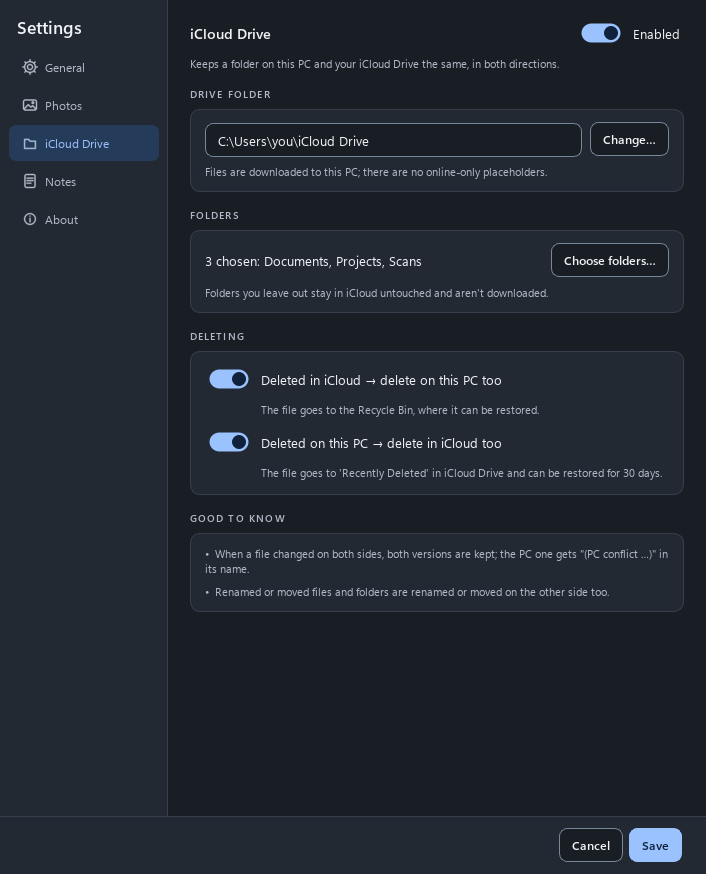 Settings
General
Photos
iCloud Drive
Notes
About
iCloud Drive
Enabled
Keeps a folder on this PC and your iCloud Drive the same, in both directions.
DRIVE FOLDER
C:\Users\you\iCloud Drive
Change...
Files are downloaded to this PC; there are no online-only placeholders.
FOLDERS
3 chosen: Documents, Projects, Scans
Choose folders...
Folders you leave out stay in iCloud untouched and aren't downloaded.
DELETING
Deleted in iCloud → delete on this PC too
The file goes to the Recycle Bin, where it can be restored.
Deleted on this PC → delete in iCloud too
The file goes to 'Recently Deleted' in iCloud Drive and can be restored for 30 days.
GOOD TO KNOW
• When a file changed on both sides, both versions are kept; the PC one gets "(PC conflict ...)" in
its name.
• Renamed or moved files and folders are renamed or moved on the other side too.
Cancel
Save